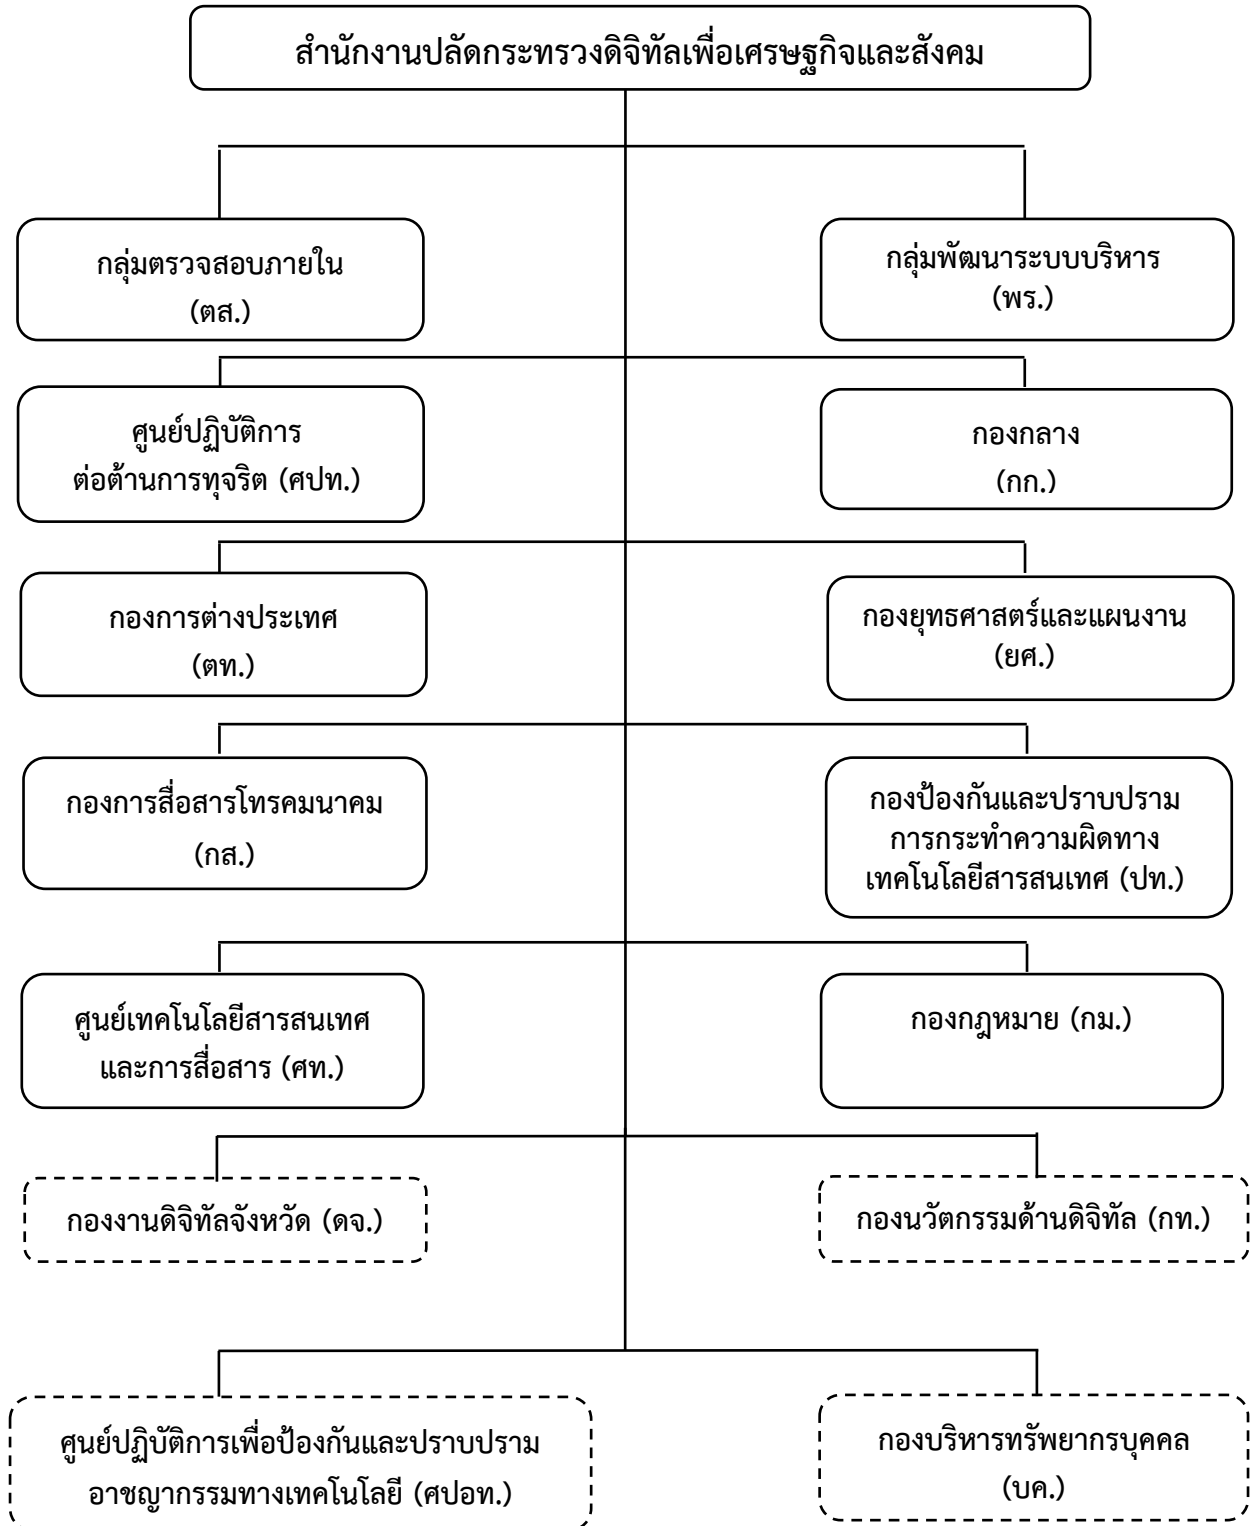 สำนักงานปลัดกระทรวงดิจิทัลเพื่อเศรษฐกิจและสังคม
กลุ่มตรวจสอบภายใน
(ตส.)
กลุ่มพัฒนาระบบบริหาร
(พร.)
ศูนย์ปฏิบัติการ
ต่อต้านการทุจริต (ศปท.)
กองกลาง
(กก.)
กองการต่างประเทศ
(ตท.)
กองยุทธศาสตร์และแผนงาน
(ยศ.)
กองการสื่อสารโทรคมนาคม
(กส.)
กองป้องกันและปราบปราม
การกระทำความผิดทาง
เทคโนโลยีสารสนเทศ (ปท.)
ศูนย์เทคโนโลยีสารสนเทศ
และการสื่อสาร (ศท.)
กองกฎหมาย (กม.)
กองงานดิจิทัลจังหวัด (ดจ.)
กองนวัตกรรมด้านดิจิทัล (กท.)
ศูนย์ปฏิบัติการเพื่อป้องกันและปราบปราม
อาชญากรรมทางเทคโนโลยี (ศปอท.)
กองบริหารทรัพยากรบุคคล
(บค.)